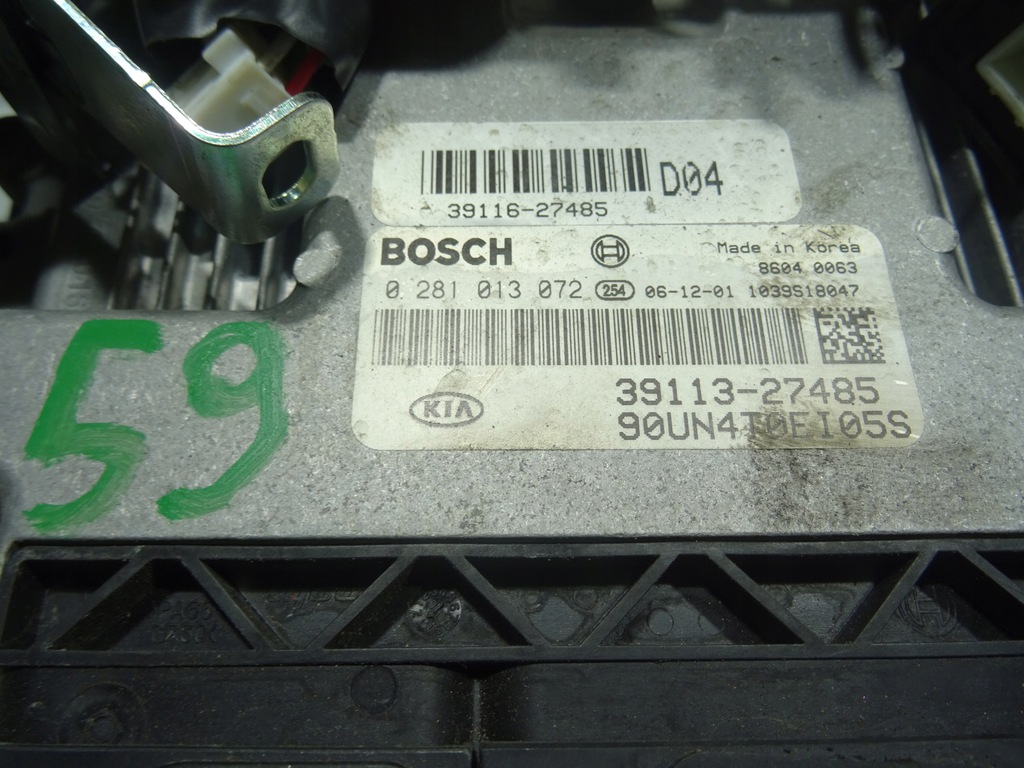 D04
39116-27485
BOSCH
Made in Korea
8604 0063
0 281 013 072 254 06-12-01 1039S18047
39113-27485
KIA
90UN4T0EI05S
59